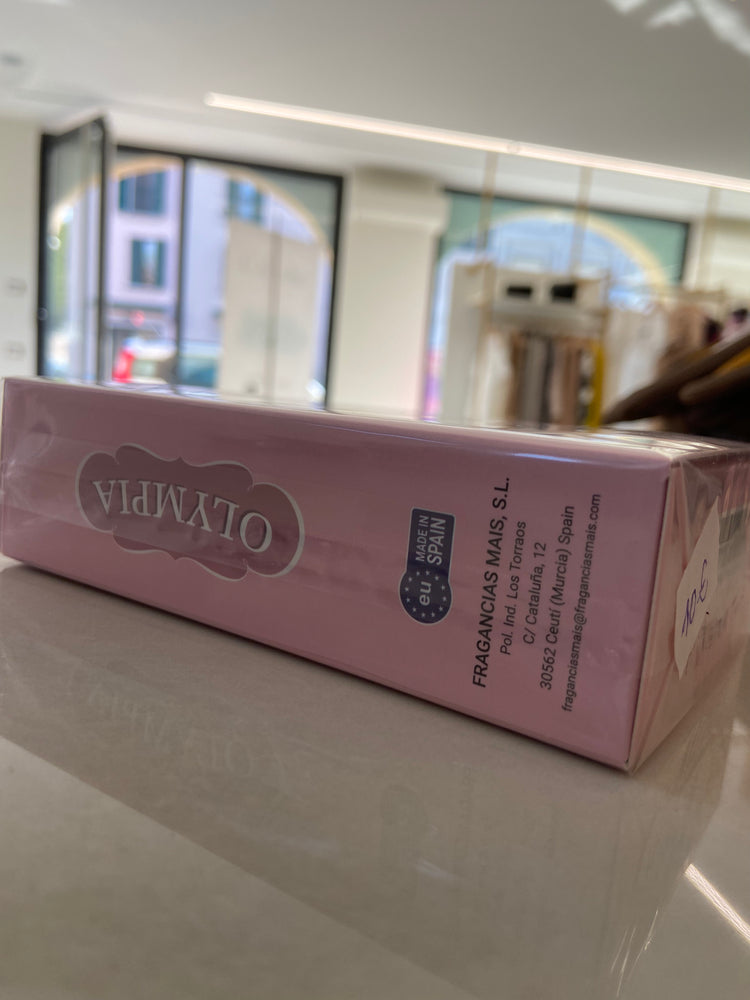 OLYMPIA
MADE IN
SPAIN
eu
FRAGANCIAS MAIS, S.L.
Pol. Ind. Los Torraos
C/ Cataluña, 12
30562 Ceutí (Murcia) Spain
fraganciasmais@fraganciasmais.com
10 €